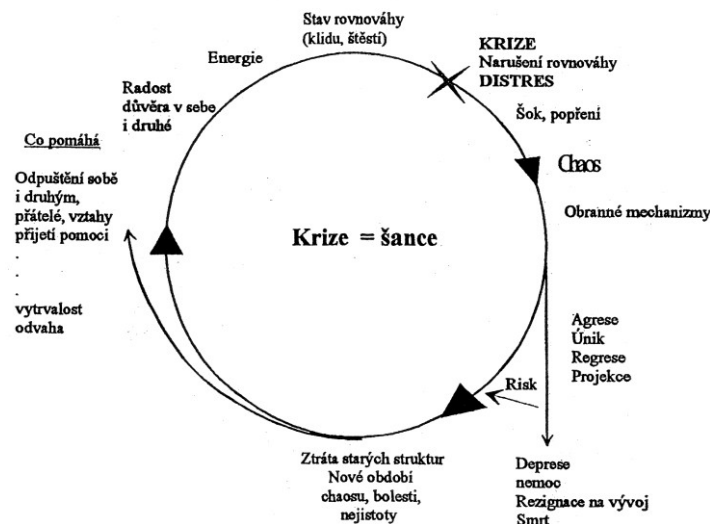 Stav rovnováhy
(klidu, štěstí)
KRIZE
Narušení rovnováhy
DISTRES
Šok, popření
Chaos
Obranné mechanizmy
Agrese
Únik
Regrese
Projekce
Risk
Deprese
nemoc
Rezignace na vývoj
Smrt
Ztráta starých struktur
Nové období
chaosu, bolesti,
nejistoty
Krize = šance
Co pomáhá
Odpuštění sobě
i druhým,
přátelé, vztahy
přijetí pomoci
.
.
.
vytrvalost
odvaha
Radost
důvěra v sebe
i druhé
Energie